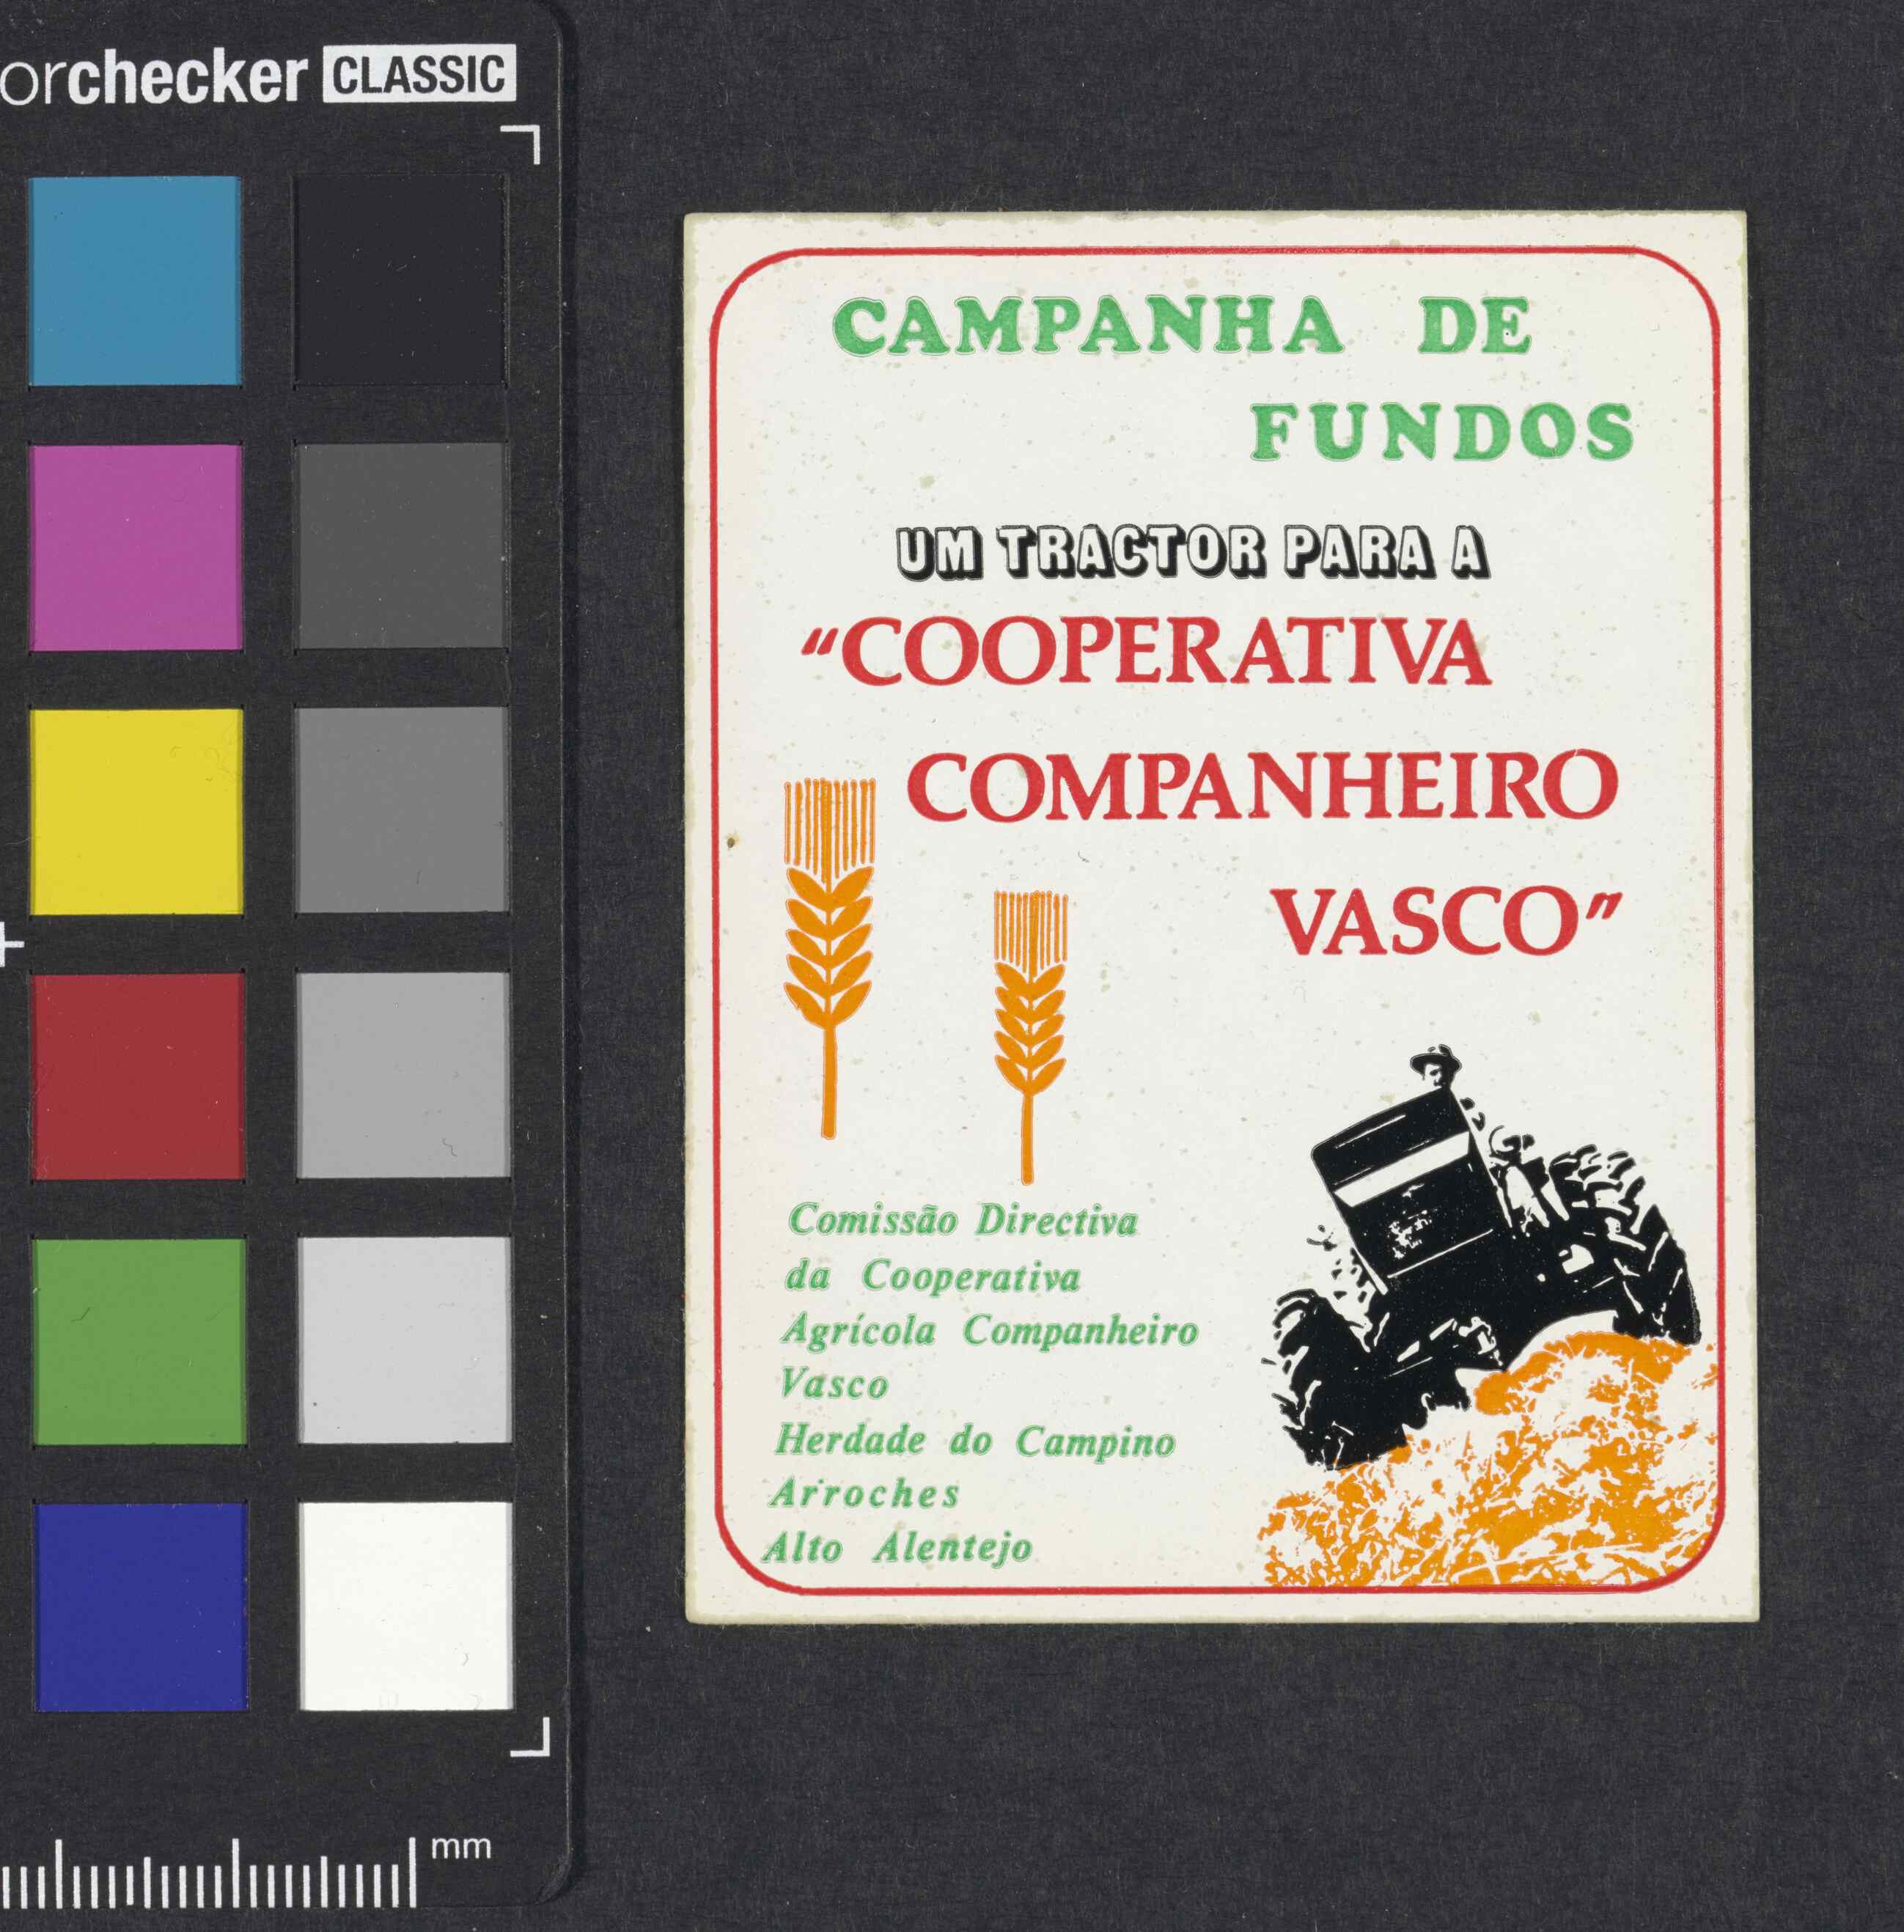 orchecker CLASSIC
CAMPANHA DE
FUNDOS
UM TRACTOR PARA A
"COOPERATIVA
COMPANHEIRO
VASCO"
Comissão Directiva
da Cooperativa
Agrícola Companheiro
Vasco
Herdade do Campino
Arroches
Alto Alentejo
mm